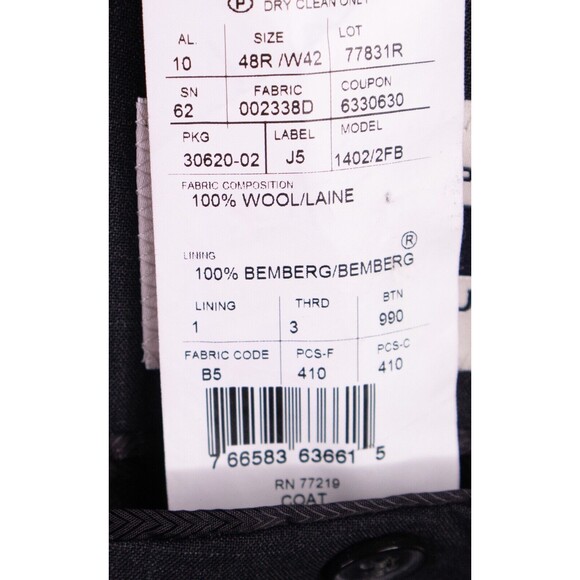 P DRY CLEAN ONLY
AL. SIZE LOT
10 48R /W42 77831R
SN FABRIC COUPON
62 002338D 6330630
PKG LABEL MODEL
30620-02 J5 1402/2FB
FABRIC COMPOSITION
100% WOOL/LAINE
LINING
100% BEMBERG/BEMBERG ®
LINING THRD BTN
1 3 990
FABRIC CODE PCS-F PCS-C
B5 410 410
7 66583 63661 5
RN 77219
COAT